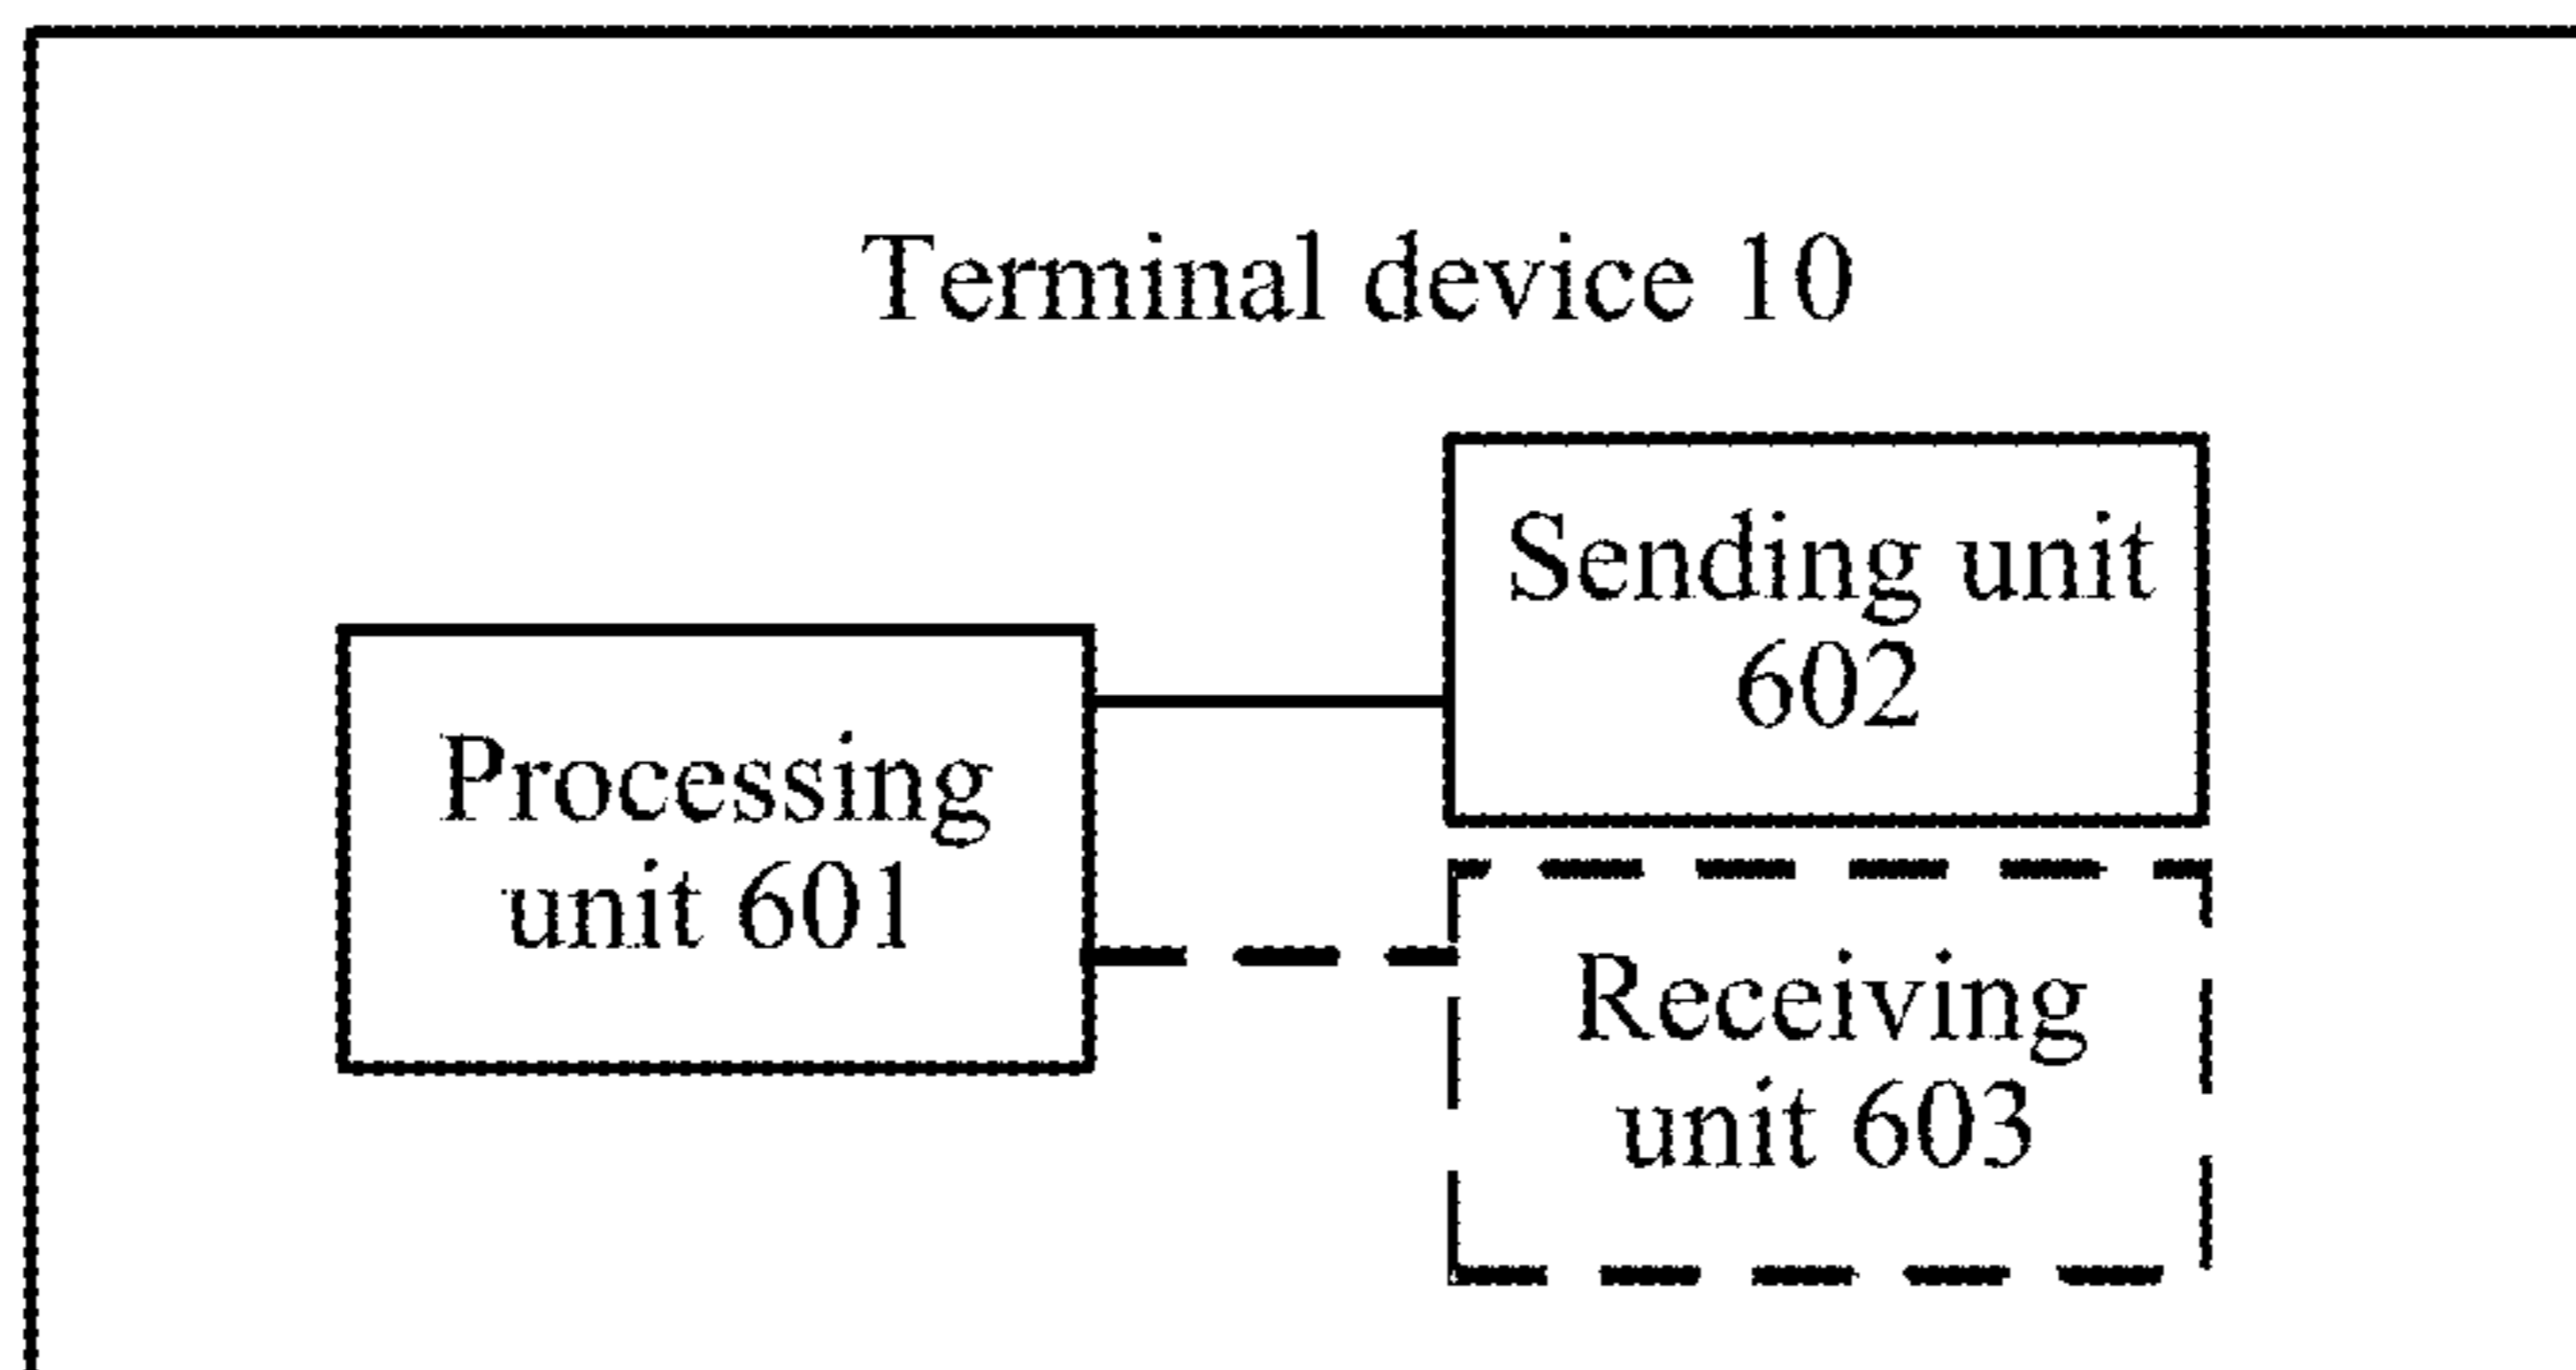 Terminal device 10
Sending unit
602
Processing
unit 601
Receiving
unit 603